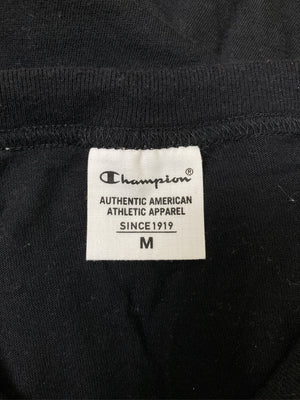 Champion
AUTHENTIC AMERICAN
ATHLETIC APPAREL
SINCE 1919
M